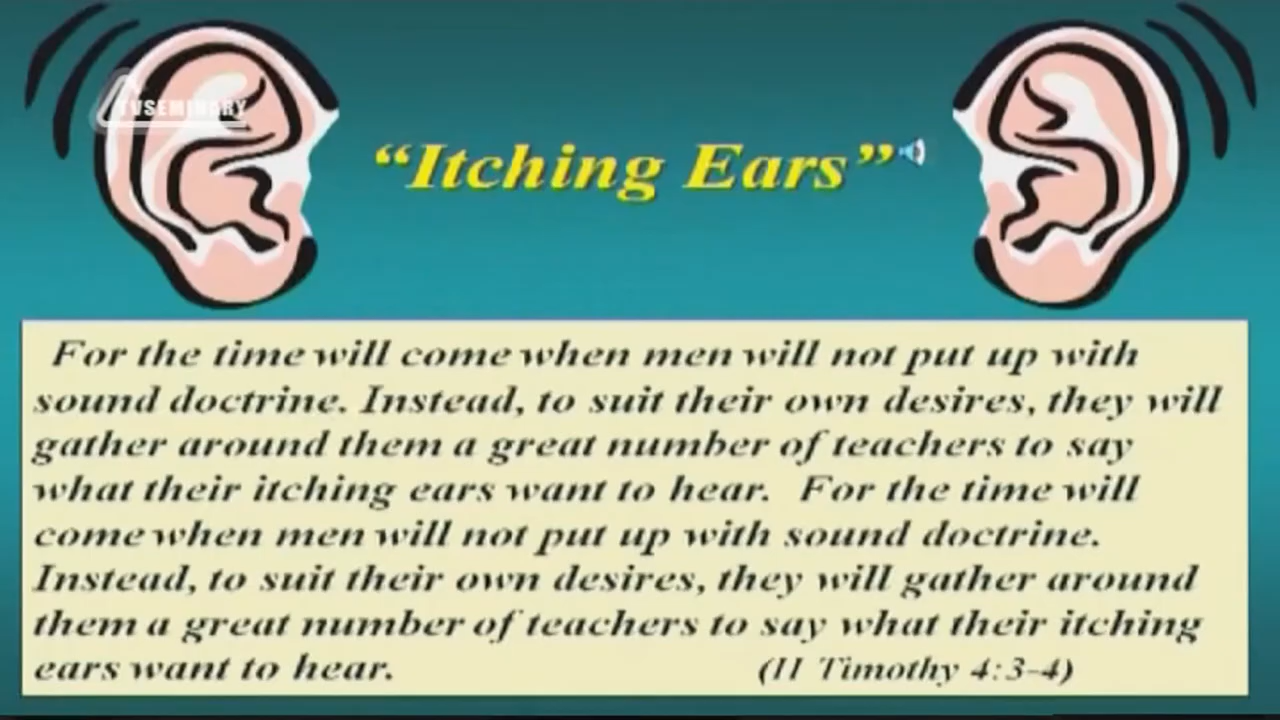 TVSEMINARY
“Itching Ears”
For the time will come when men will not put up with
sound doctrine. Instead, to suit their own desires, they will
gather around them a great number of teachers to say
what their itching ears want to hear. For the time will
come when men will not put up with sound doctrine.
Instead, to suit their own desires, they will gather around
them a great number of teachers to say what their itching
ears want to hear. (II Timothy 4:3-4)